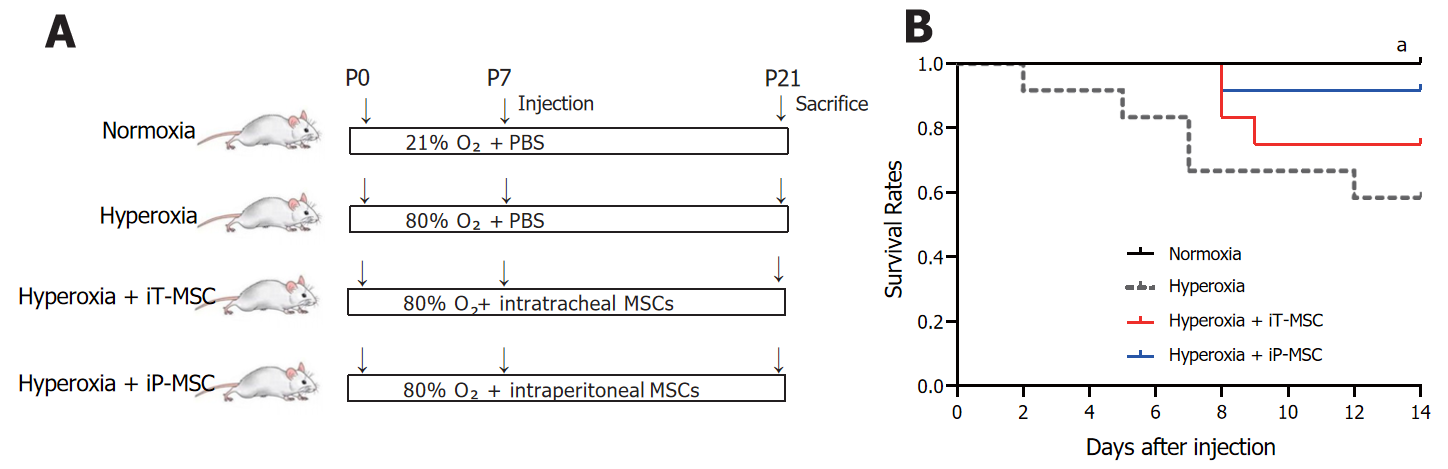 A
P0 P7 P21
Injection Sacrifice
Normoxia
21% O₂ + PBS
Hyperoxia
80% O₂ + PBS
Hyperoxia + iT-MSC
80% O₂+ intratracheal MSCs
Hyperoxia + iP-MSC
80% O₂ + intraperitoneal MSCs
B
a
1.0
0.8
0.6
0.4
0.2
0.0
Survival Rates
Normoxia
Hyperoxia
Hyperoxia + iT-MSC
Hyperoxia + iP-MSC
0 2 4 6 8 10 12 14
Days after injection